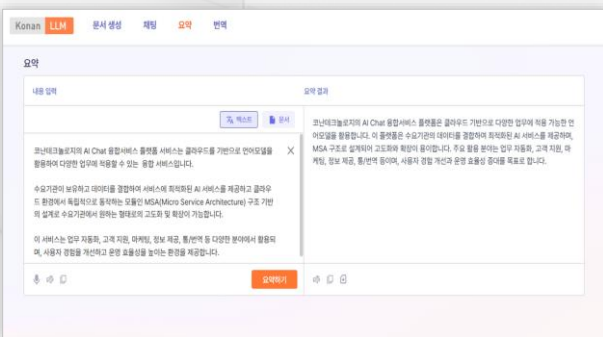 Konan LLM 문서 생성 채팅 요약 번역
요약
내용 입력
텍스트 문서
코난테크놀로지의 AI Chat 융합서비스 플랫폼 서비스는 클라우드를 기반으로 언어모델을
활용하여 다양한 업무에 적용할 수 있는 융합 서비스입니다.
수요기관이 보유하고 데이터를 결합하여 서비스에 최적화된 AI 서비스를 제공하고 클라우
드 환경에서 독립적으로 동작하는 모듈인 MSA(Micro Service Architecture) 구조 기반
의 설계로 수요기관에서 원하는 형태로의 고도화 및 확장이 가능합니다.
이 서비스는 업무 자동화, 고객 지원, 마케팅, 정보 제공, 통/번역 등 다양한 분야에서 활용되
며, 사용자 경험을 개선하고 운영 효율성을 높이는 환경을 제공합니다.
요약하기
요약 결과
코난테크놀로지의 AI Chat 융합서비스 플랫폼은 클라우드 기반으로 다양한 업무에 적용 가능한 언
어모델을 활용합니다. 이 플랫폼은 수요기관의 데이터를 결합하여 최적화된 AI 서비스를 제공하며,
MSA 구조로 설계되어 고도화와 확장이 용이합니다. 주요 활용 분야는 업무 자동화, 고객 지원, 마
케팅, 정보 제공, 통/번역 등이며, 사용자 경험 개선과 운영 효율성 증대를 목표로 합니다.